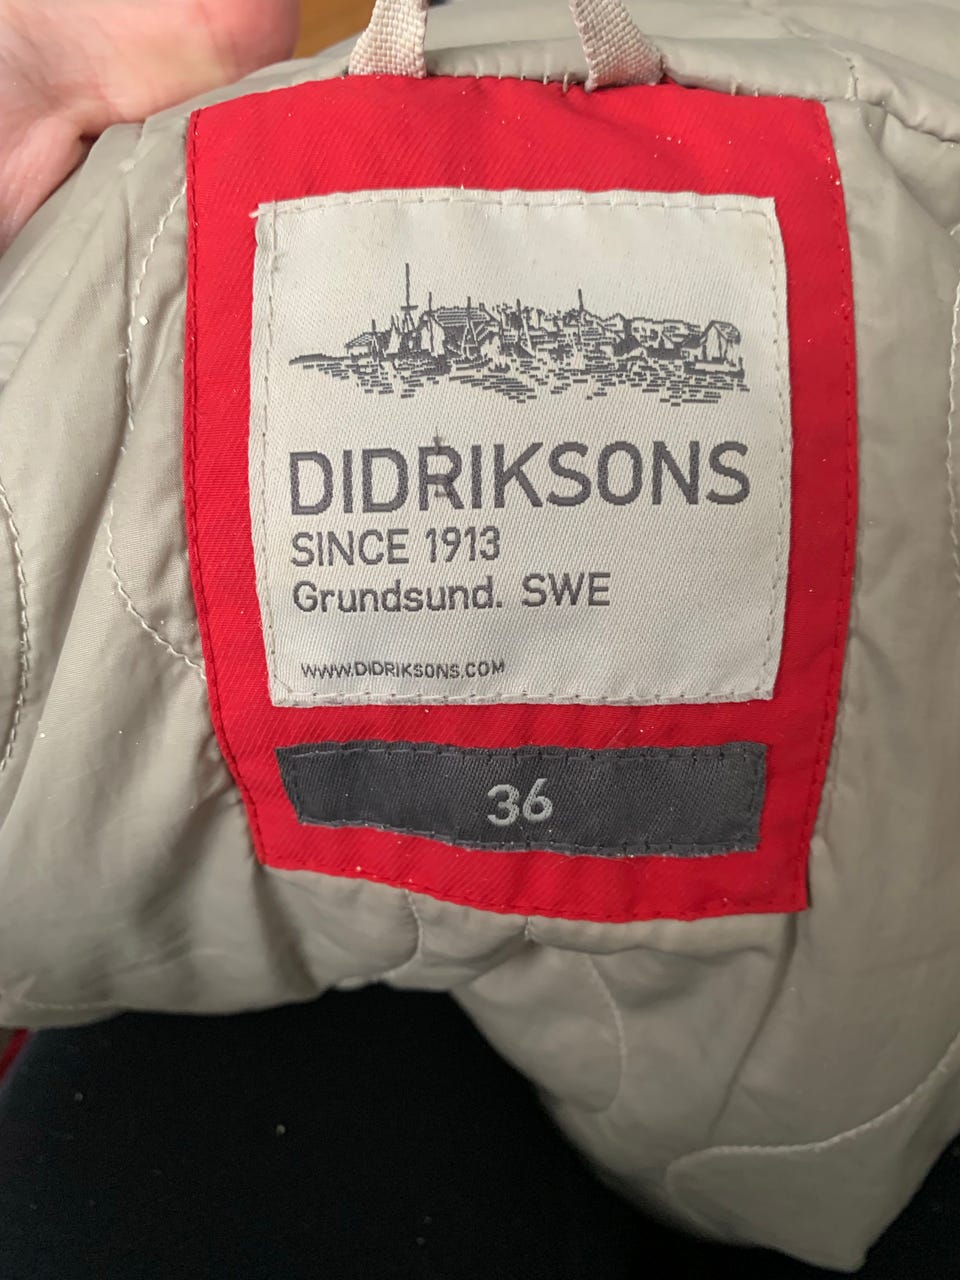 DIDRIKSONS
SINCE 1913
Grundsund. SWE
WWW.DIDRIKSONS.COM
36